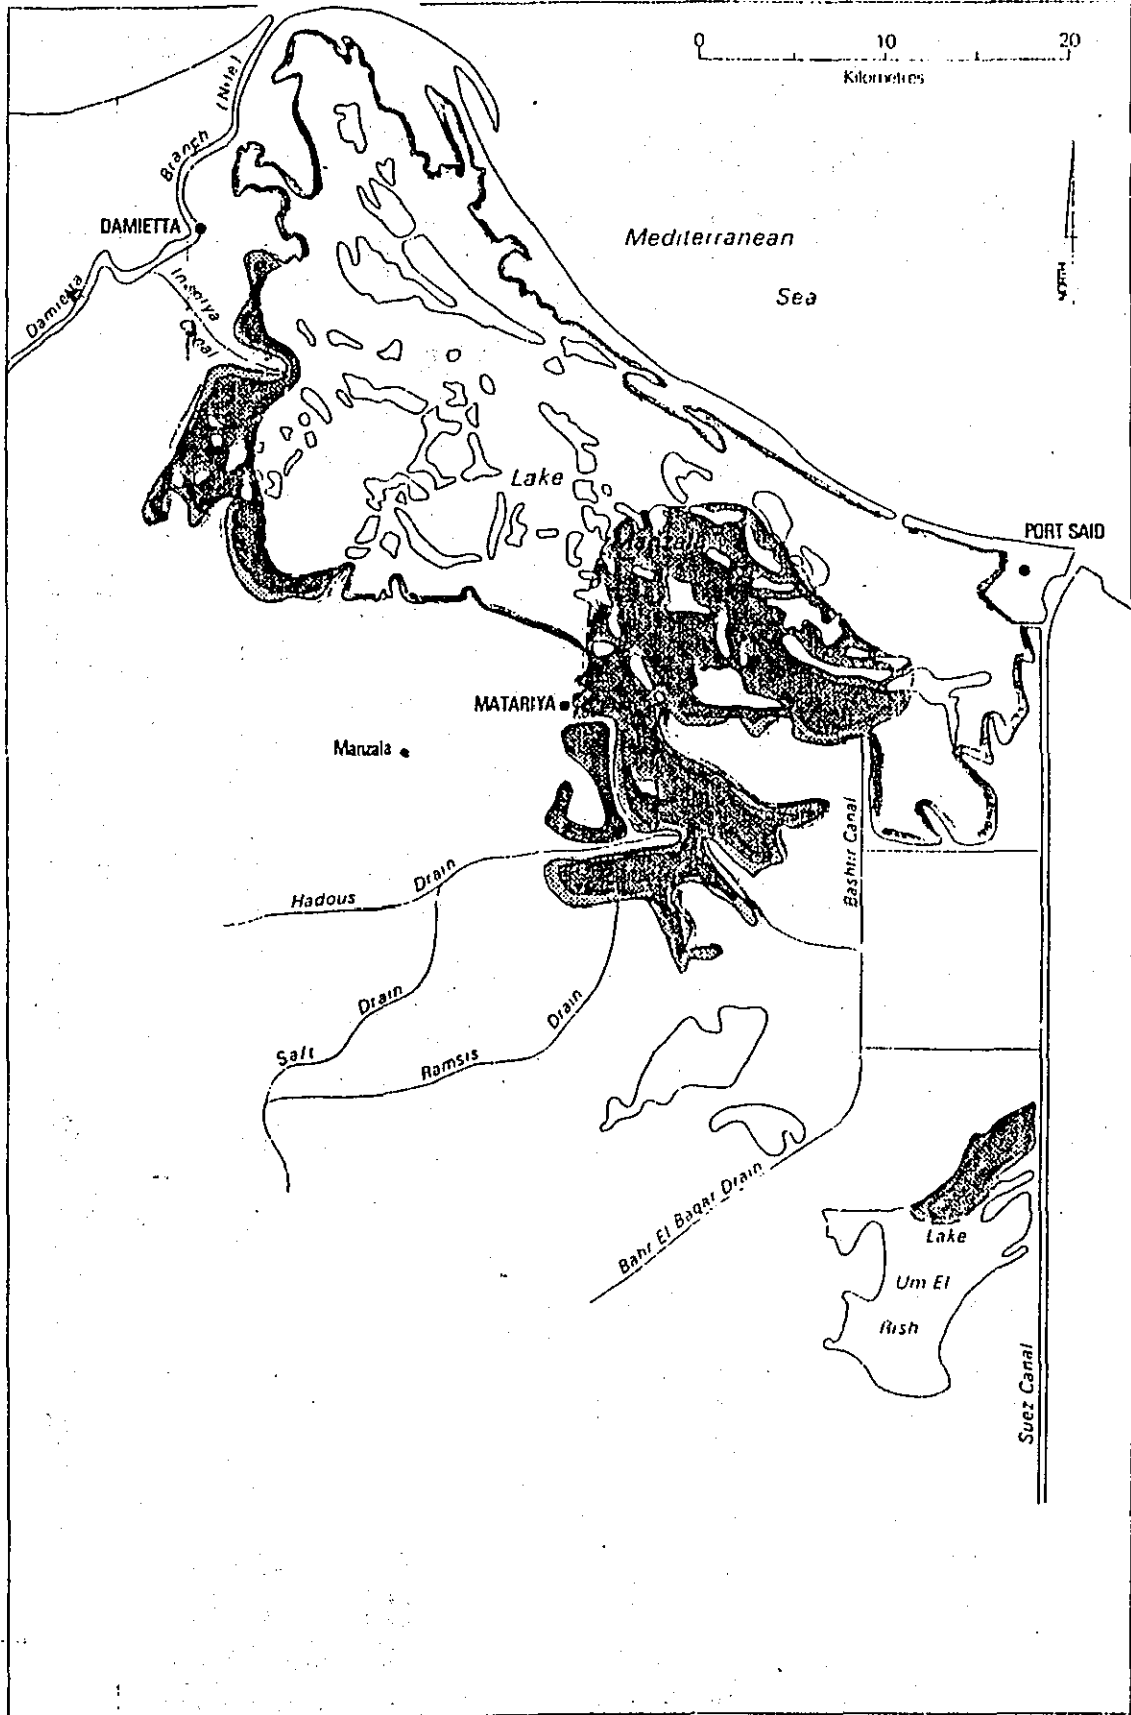 0 10 20
Kilometres
(Nile)
Branch
DAMIETTA
Damietta
Canal
Mediterranean
Sea
NORTH
Lake
PORT SAID
MATARIYA
Manzala
Hadous Drain
Bashtir Canal
Salt Drain
Ramsis Drain
Bahr El Baqar Drain
Lake
Um El
Rish
Suez Canal